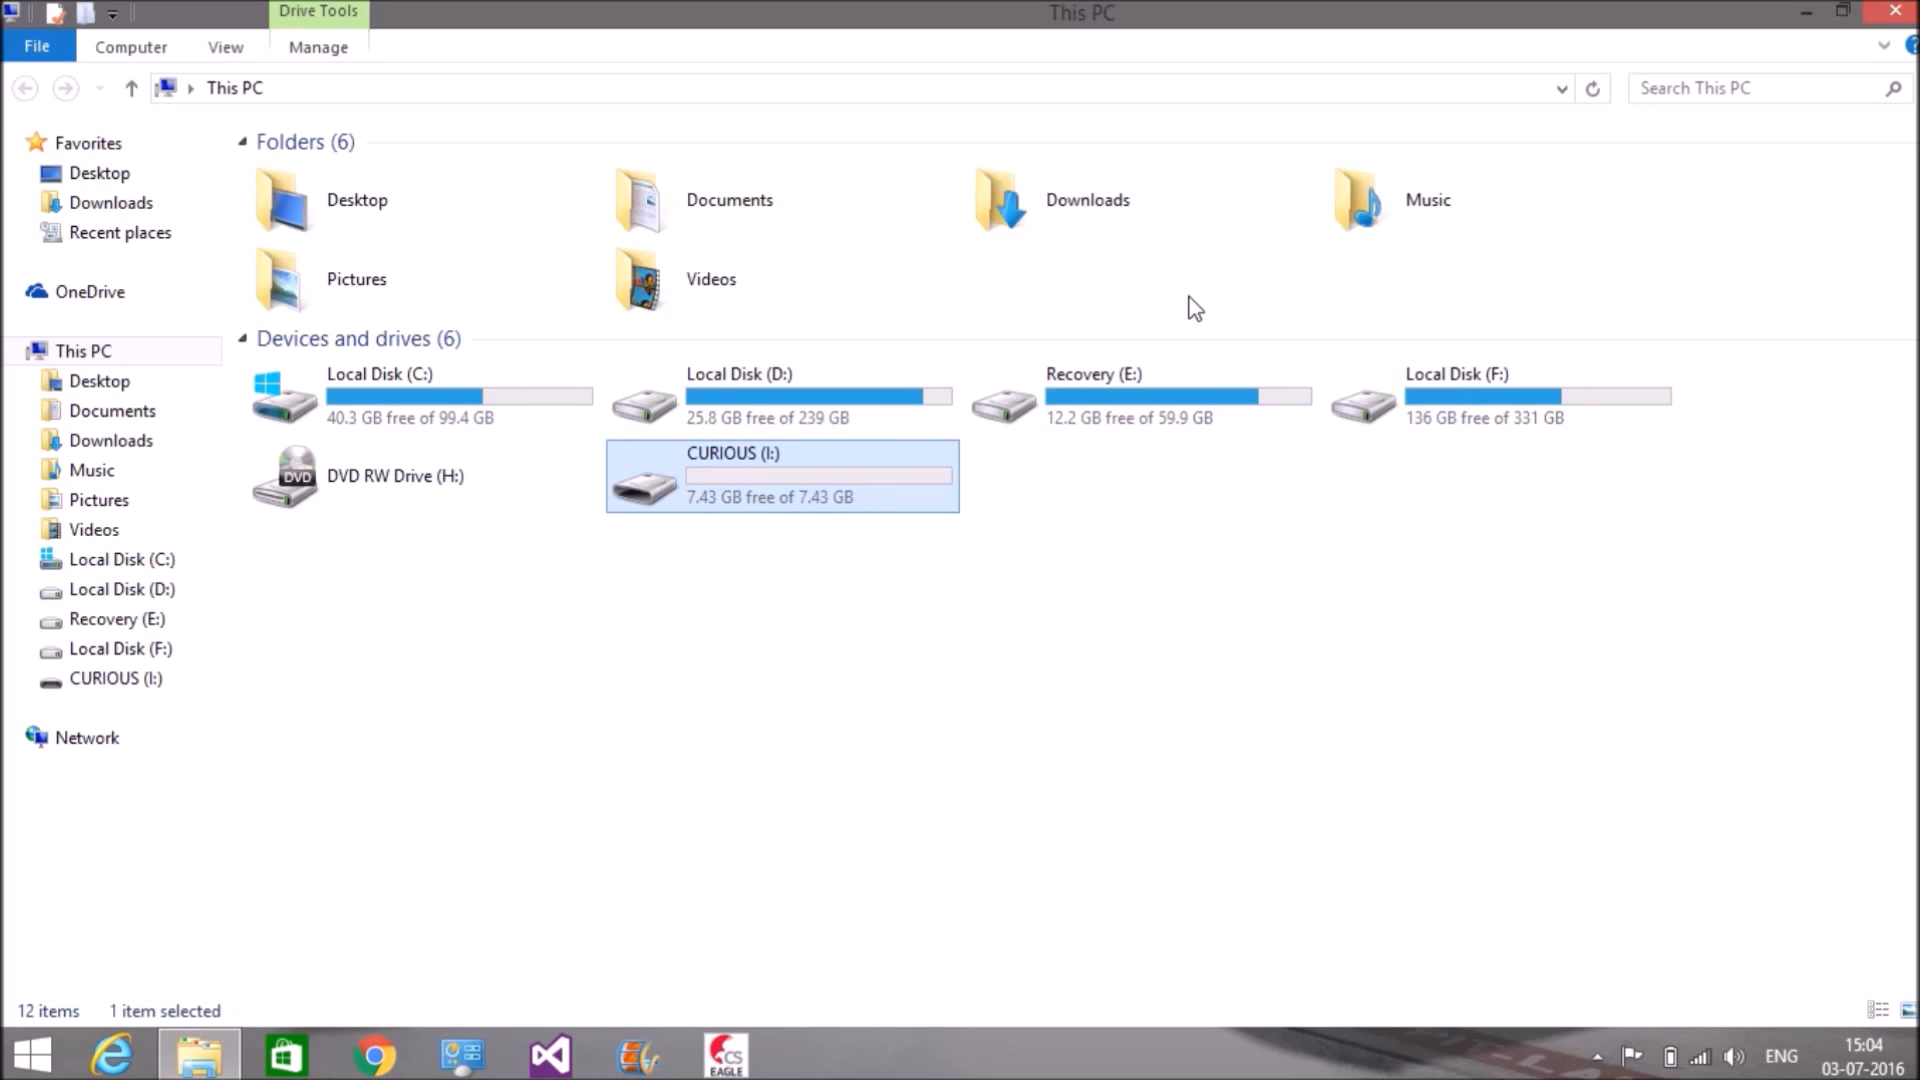 Drive Tools
This PC
File
Computer
View
Manage
This PC
Search This PC
Favorites
Desktop
Downloads
Recent places
OneDrive
This PC
Desktop
Documents
Downloads
Music
Pictures
Videos
Local Disk (C:)
Local Disk (D:)
Recovery (E:)
Local Disk (F:)
CURIOUS (I:)
Network
Folders (6)
Desktop
Documents
Downloads
Music
Pictures
Videos
Devices and drives (6)
Local Disk (C:)
40.3 GB free of 99.4 GB
Local Disk (D:)
25.8 GB free of 239 GB
Recovery (E:)
12.2 GB free of 59.9 GB
Local Disk (F:)
136 GB free of 331 GB
DVD
DVD RW Drive (H:)
CURIOUS (I:)
7.43 GB free of 7.43 GB
12 items
1 item selected
CS
EAGLE
ENG
15:04
03-07-2016